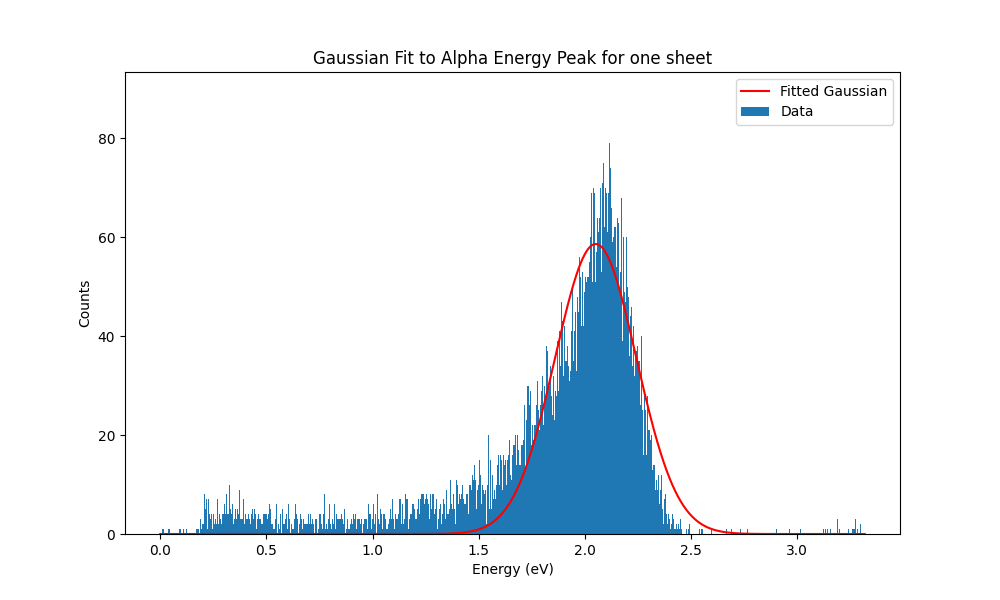 Gaussian Fit to Alpha Energy Peak for one sheet
Fitted Gaussian
Data
80
60
40
20
0
Counts
0.0 0.5 1.0 1.5 2.0 2.5 3.0
Energy (eV)